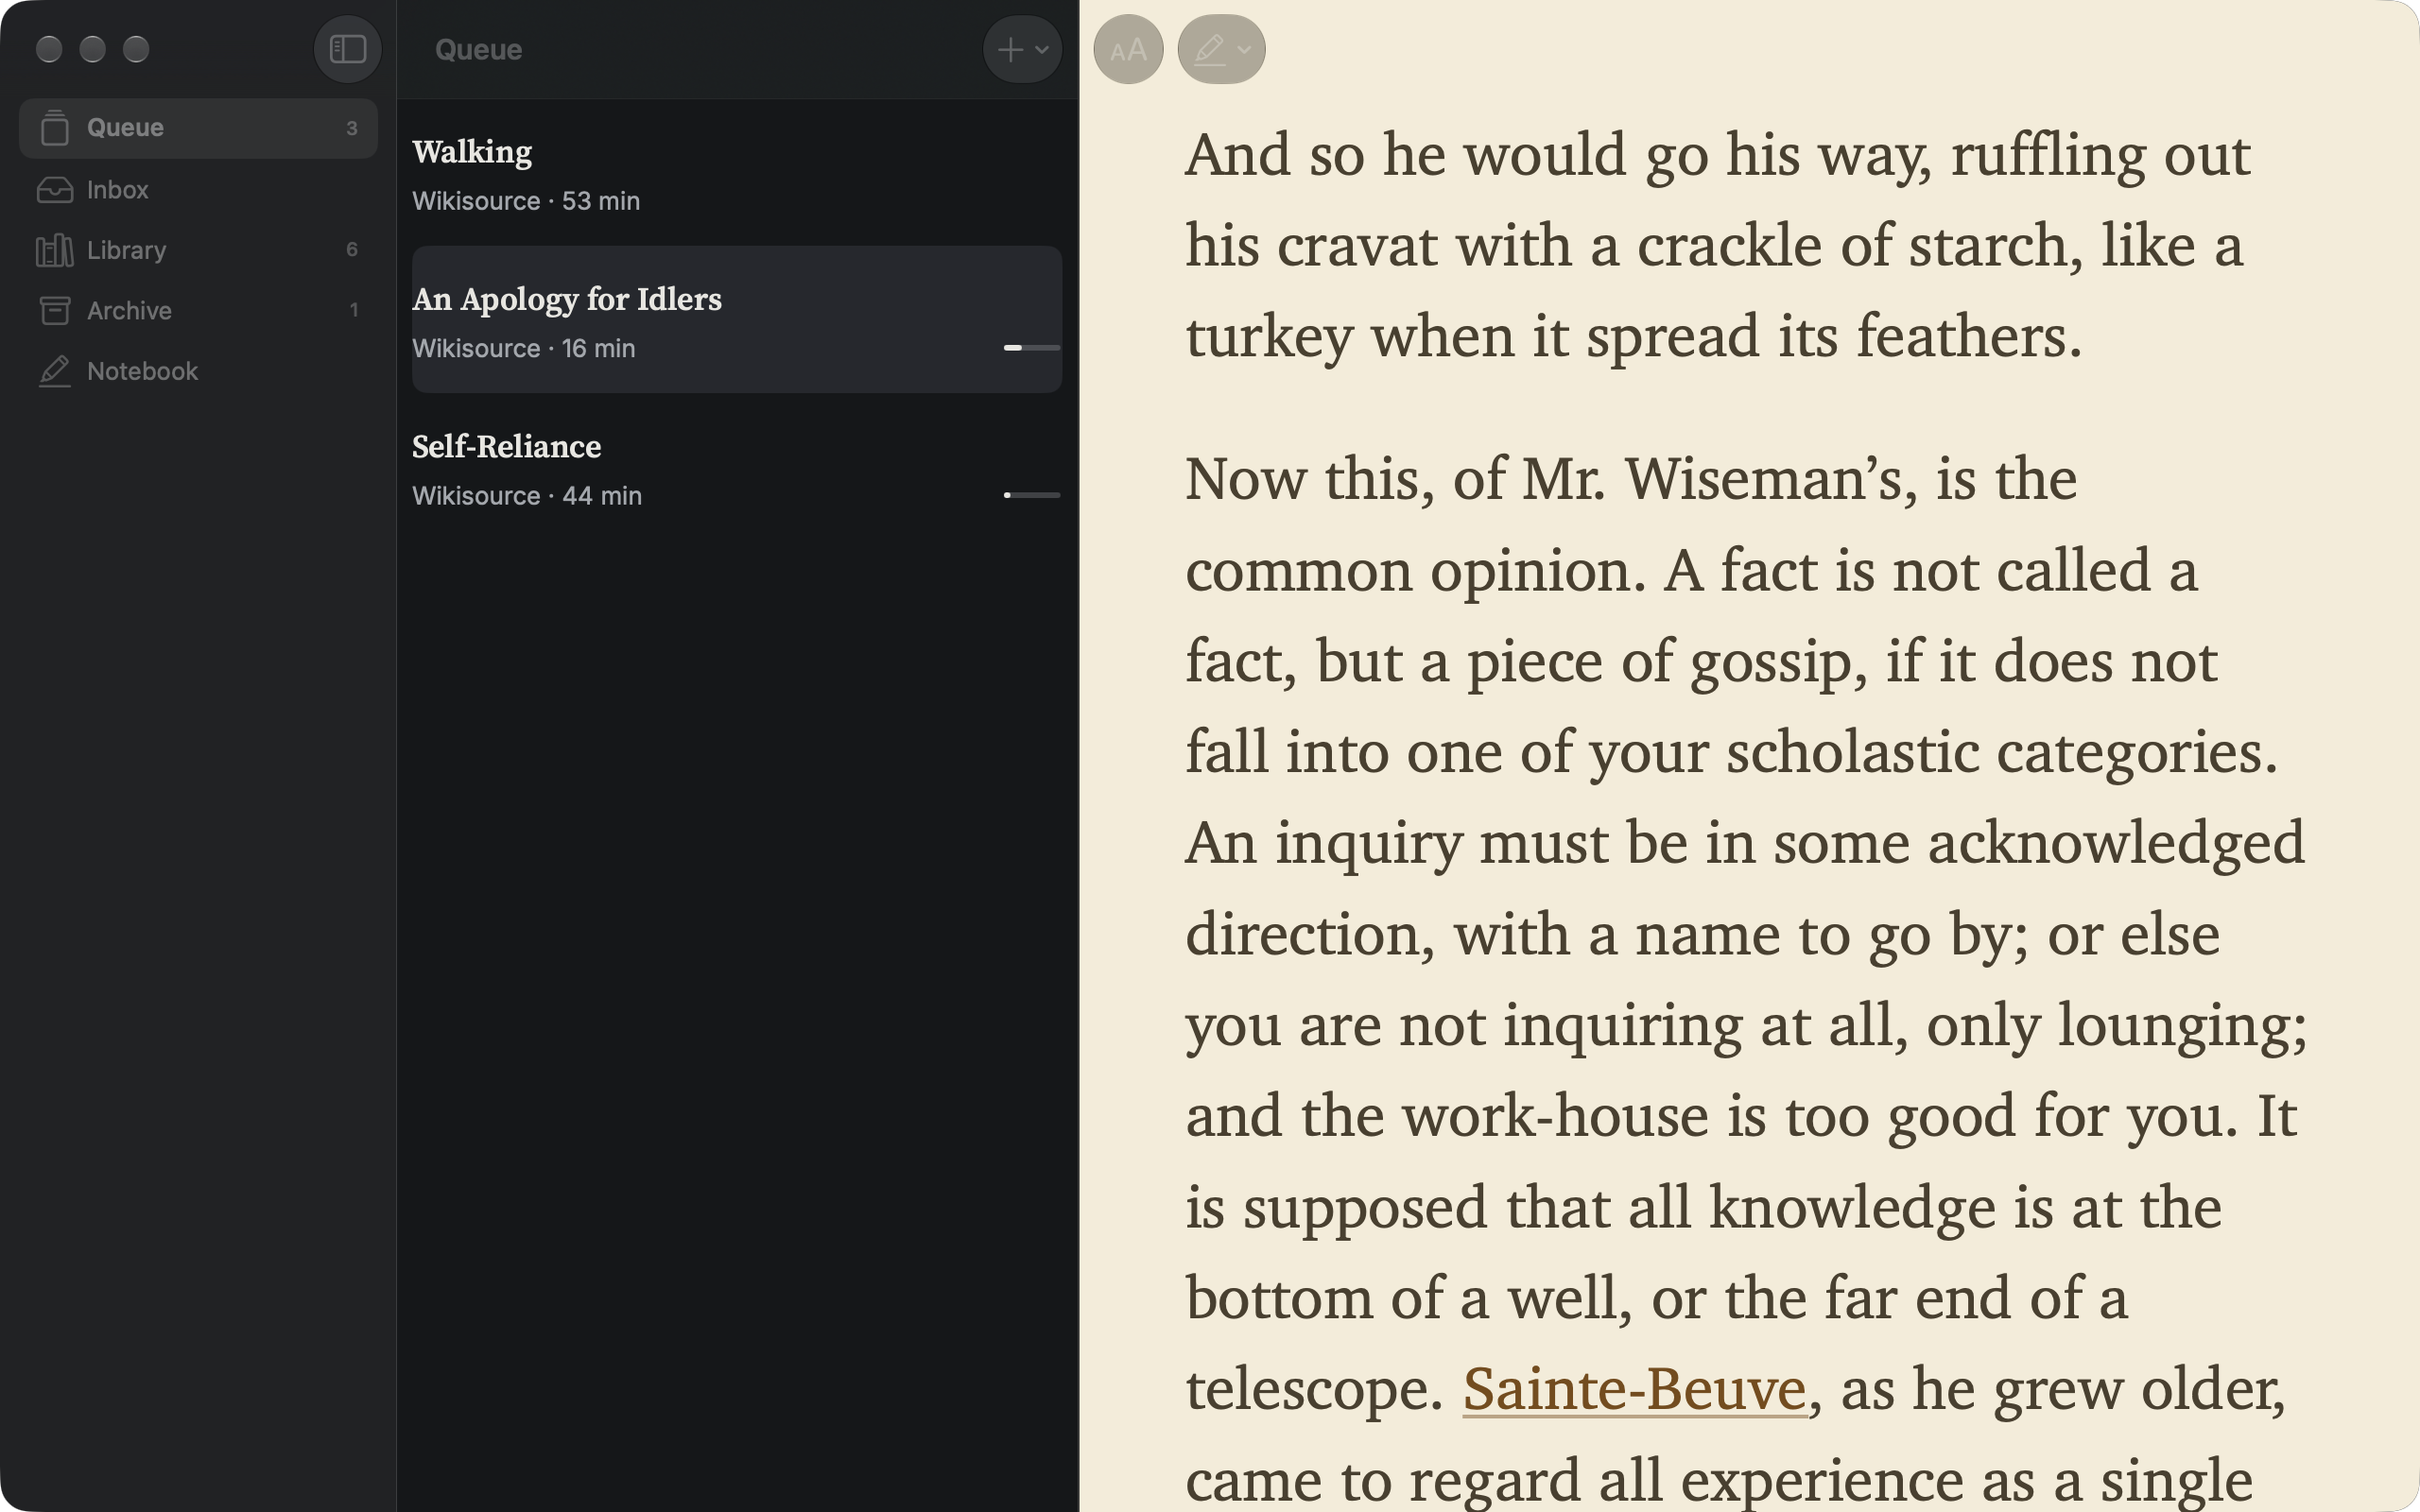 Queue 3
Inbox
Library 6
Archive 1
Notebook
Queue
Walking
Wikisource · 53 min
An Apology for Idlers
Wikisource · 16 min
Self-Reliance
Wikisource · 44 min
AA
And so he would go his way, ruffling out
his cravat with a crackle of starch, like a
turkey when it spread its feathers.
Now this, of Mr. Wiseman’s, is the
common opinion. A fact is not called a
fact, but a piece of gossip, if it does not
fall into one of your scholastic categories.
An inquiry must be in some acknowledged
direction, with a name to go by; or else
you are not inquiring at all, only lounging;
and the work-house is too good for you. It
is supposed that all knowledge is at the
bottom of a well, or the far end of a
telescope. Sainte-Beuve, as he grew older,
came to regard all experience as a single